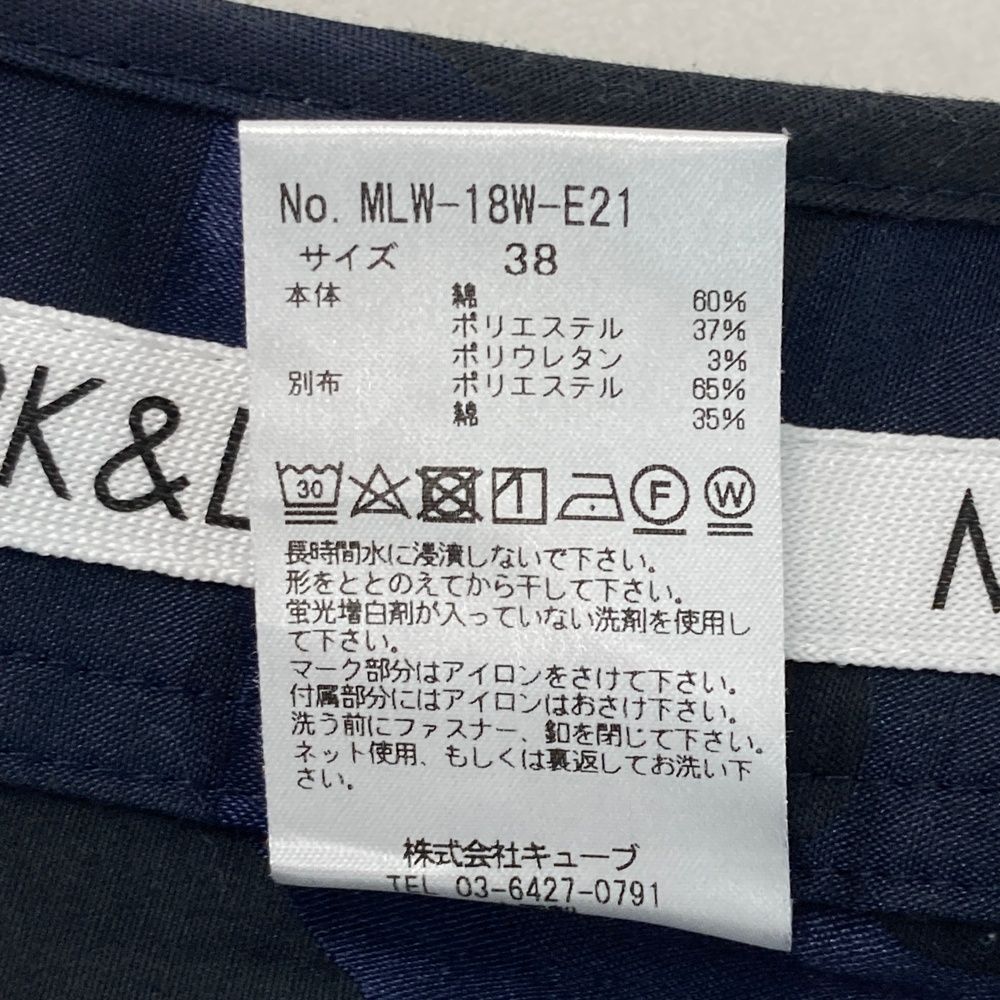 No. MLW-18W-E21
サイズ 38
本体 綿 60%
ポリエステル 37%
ポリウレタン 3%
別布 ポリエステル 65%
綿 35%
30 F W
長時間水に浸漬しないで下さい。
形をととのえてから干して下さい。
蛍光増白剤が入っていない洗剤を使用し
て下さい。
マーク部分はアイロンをさけて下さい。
付属部分にはアイロンはおさけ下さい。
洗う前にファスナー、釦を閉じて下さい。
ネット使用、もしくは裏返してお洗い下
さい。
株式会社キューブ
TEL 03-6427-0791
K&L